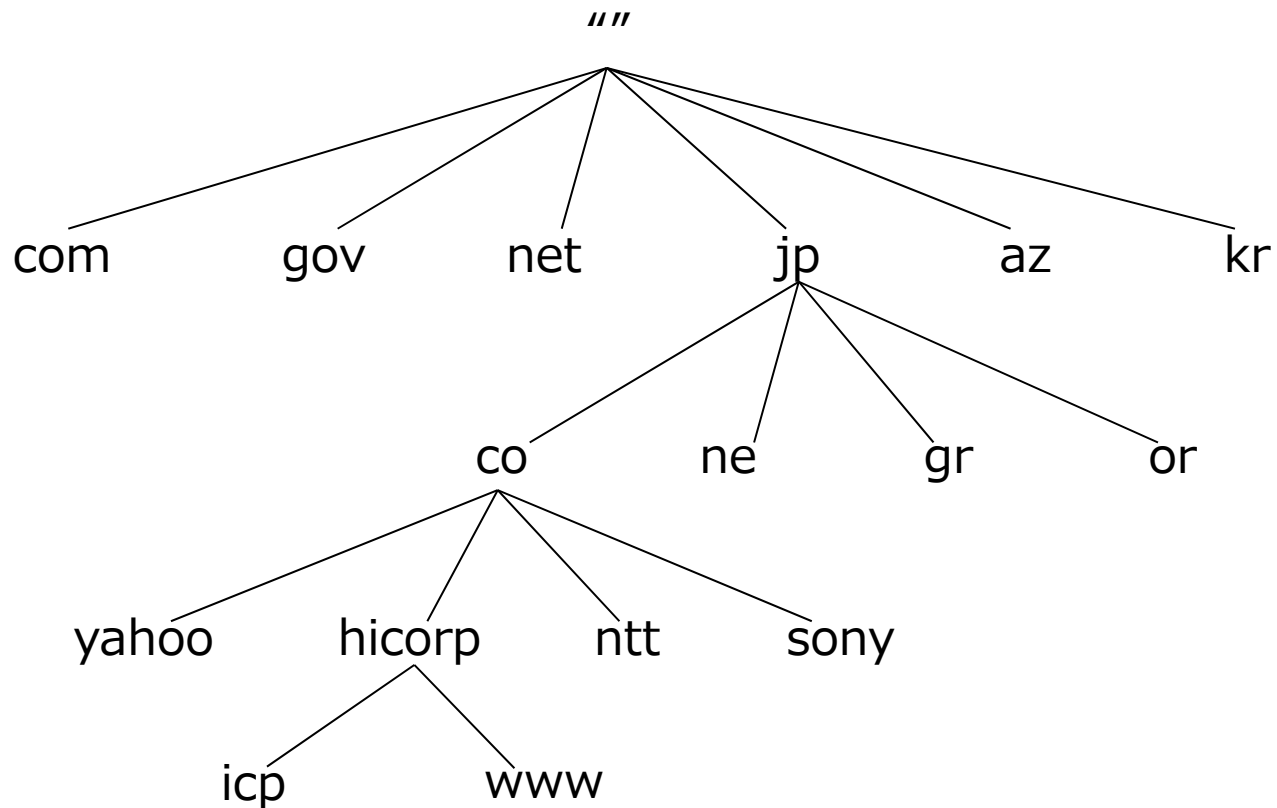 “”
com gov net jp az kr
co ne gr or
yahoo hicorp ntt sony
icp www